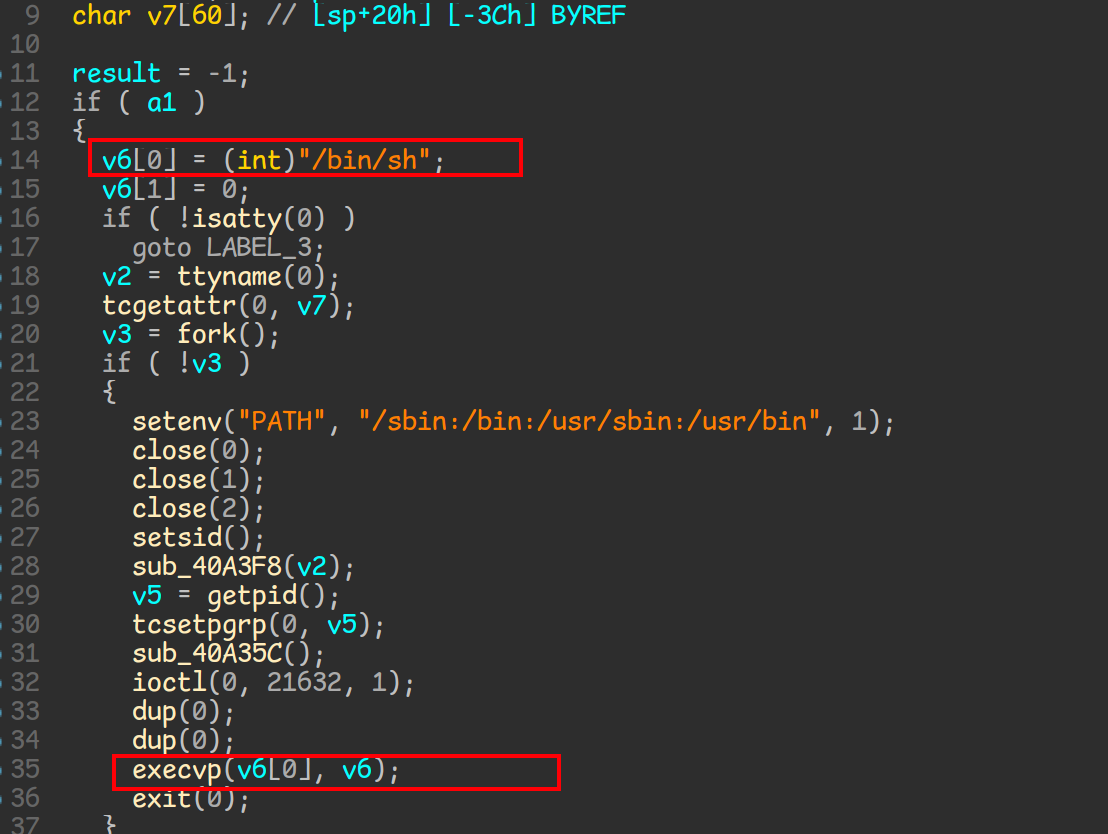 9 char v7[60]; // [sp+20h] [-3Ch] BYREF
10
11 result = -1;
12 if ( a1 )
13 {
14 v6[0] = (int)"/bin/sh";
15 v6[1] = 0;
16 if ( !isatty(0) )
17 goto LABEL_3;
18 v2 = ttyname(0);
19 tcgetattr(0, v7);
20 v3 = fork();
21 if ( !v3 )
22 {
23 setenv("PATH", "/sbin:/bin:/usr/sbin:/usr/bin", 1);
24 close(0);
25 close(1);
26 close(2);
27 setsid();
28 sub_40A3F8(v2);
29 v5 = getpid();
30 tcsetpgrp(0, v5);
31 sub_40A35C();
32 ioctl(0, 21632, 1);
33 dup(0);
34 dup(0);
35 execvp(v6[0], v6);
36 exit(0);
37 }